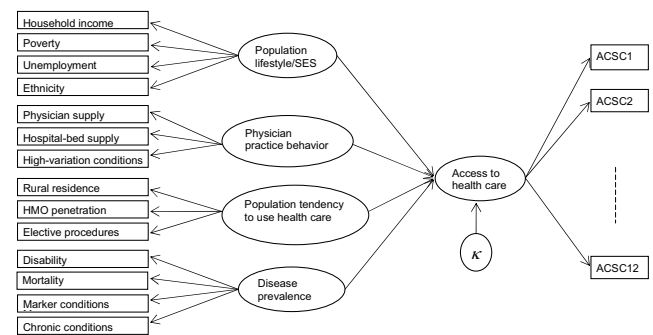 Household income
Poverty
Unemployment
Ethnicity
Physician supply
Hospital-bed supply
High-variation conditions
Rural residence
HMO penetration
Elective procedures
Disability
Mortality
Marker conditions
Chronic conditions
Population
lifestyle/SES
Physician
practice behavior
Population tendency
to use health care
Disease
prevalence
Access to
health care
κ
ACSC1
ACSC2
ACSC12